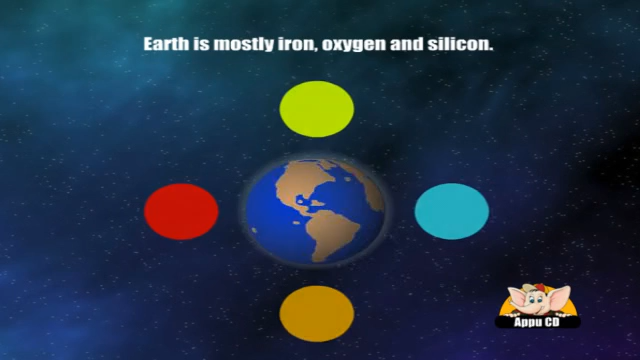 Earth is mostly iron, oxygen and silicon.
Appu CD